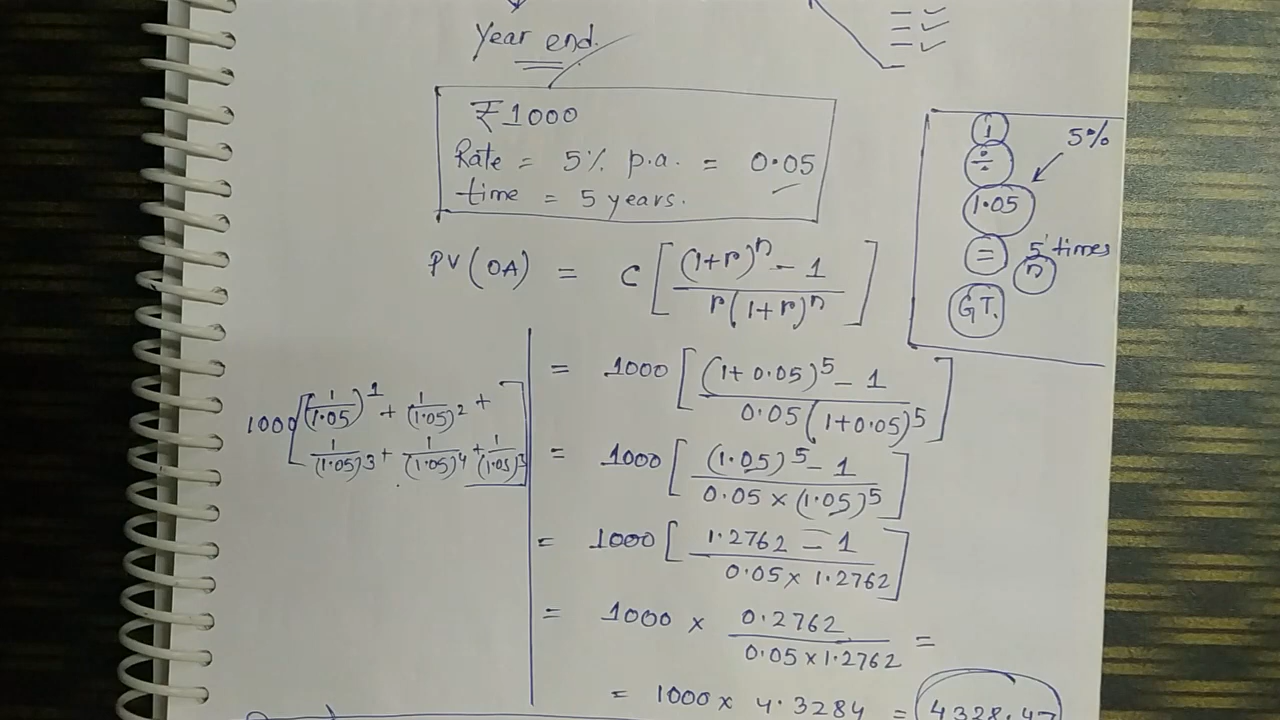 Year end.
₹1000
Rate = 5% p.a. = 0.05
time = 5 years.
PV(OA) = C [ (1+r)^n - 1 / r(1+r)^n ]
= 1000 [ (1+0.05)^5 - 1 / 0.05(1+0.05)^5 ]
= 1000 [ (1.05)^5 - 1 / 0.05 × (1.05)^5 ]
= 1000 [ 1.2762 - 1 / 0.05 × 1.2762 ]
= 1000 × 0.2762 / 0.05×1.2762 =
= 1000 × 4.3284 = 4328.47
1000 [ (1/1.05)^1 + 1/(1.05)^2 +
1/(1.05)^3 + 1/(1.05)^4 + 1/(1.05)^5 ]
1
÷
5%
1.05
= 5 times
n
GT.